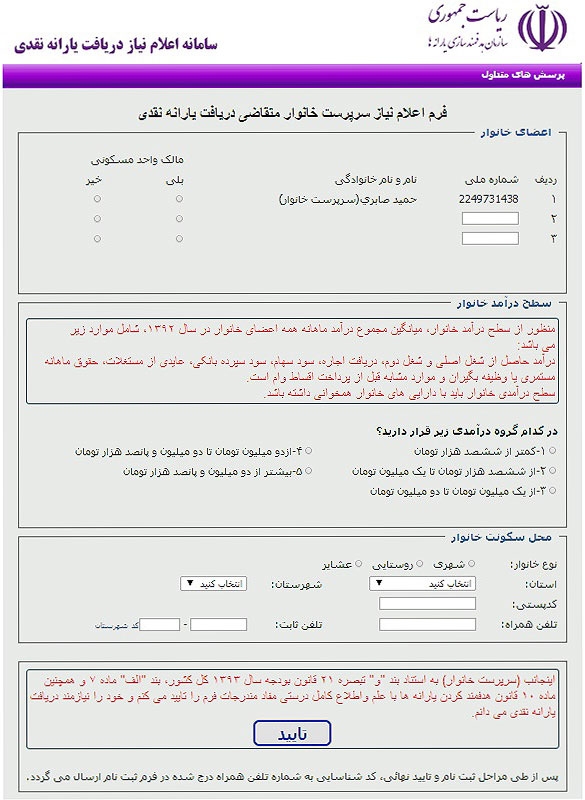 ریاست جمهوری
سازمان هدفمندسازی یارانه ها
سامانه اعلام نیاز دریافت یارانه نقدی
پرسش های متداول
فرم اعلام نیاز سرپرست خانوار متقاضی دریافت یارانه نقدی
اعضای خانوار
مالک واحد مسکونی
ردیف شماره ملی نام و نام خانوادگی بلی خیر
۱ 2249731438 حمید صابری(سرپرست خانوار)
۲
۳
سطح درآمد خانوار
منظور از سطح درآمد خانوار، میانگین مجموع درآمد ماهانه همه اعضای خانوار در سال ۱۳۹۲، شامل موارد زیر
می باشد:
درآمد حاصل از شغل اصلی و شغل دوم، دریافت اجاره، سود سهام، سود سپرده بانکی، عایدی از مستغلات، حقوق ماهانه
مستمری یا وظیفه بگیران و موارد مشابه قبل از پرداخت اقساط وام است.
سطح درآمدی خانوار باید با دارایی های خانوار همخوانی داشته باشد.
در کدام گروه درآمدی زیر قرار دارید؟
۱-کمتر از ششصد هزار تومان ۴-ازدو میلیون تومان تا دو میلیون و پانصد هزار تومان
۲-از ششصد هزار تومان تا یک میلیون تومان ۵-بیشتر از دو میلیون و پانصد هزار تومان
۳-از یک میلیون تومان تا دو میلیون تومان
محل سکونت خانوار
نوع خانوار: شهری روستایی عشایر
استان: انتخاب کنید شهرستان: انتخاب کنید
کدپستی:
تلفن همراه: تلفن ثابت: - کد شهرستان
اینجانب (سرپرست خانوار) به استناد بند "و" تبصره ۲۱ قانون بودجه سال ۱۳۹۳ کل کشور، بند "الف" ماده ۷ و همچنین
ماده ۱۰ قانون هدفمند کردن یارانه ها با علم واطلاع کامل درستی مفاد مندرجات فرم را تایید می کنم و خود را نیازمند دریافت
یارانه نقدی می دانم.
تایید
پس از طی مراحل ثبت نام و تایید نهائی، کد شناسایی به شماره تلفن همراه درج شده در فرم ثبت نام ارسال می گردد.